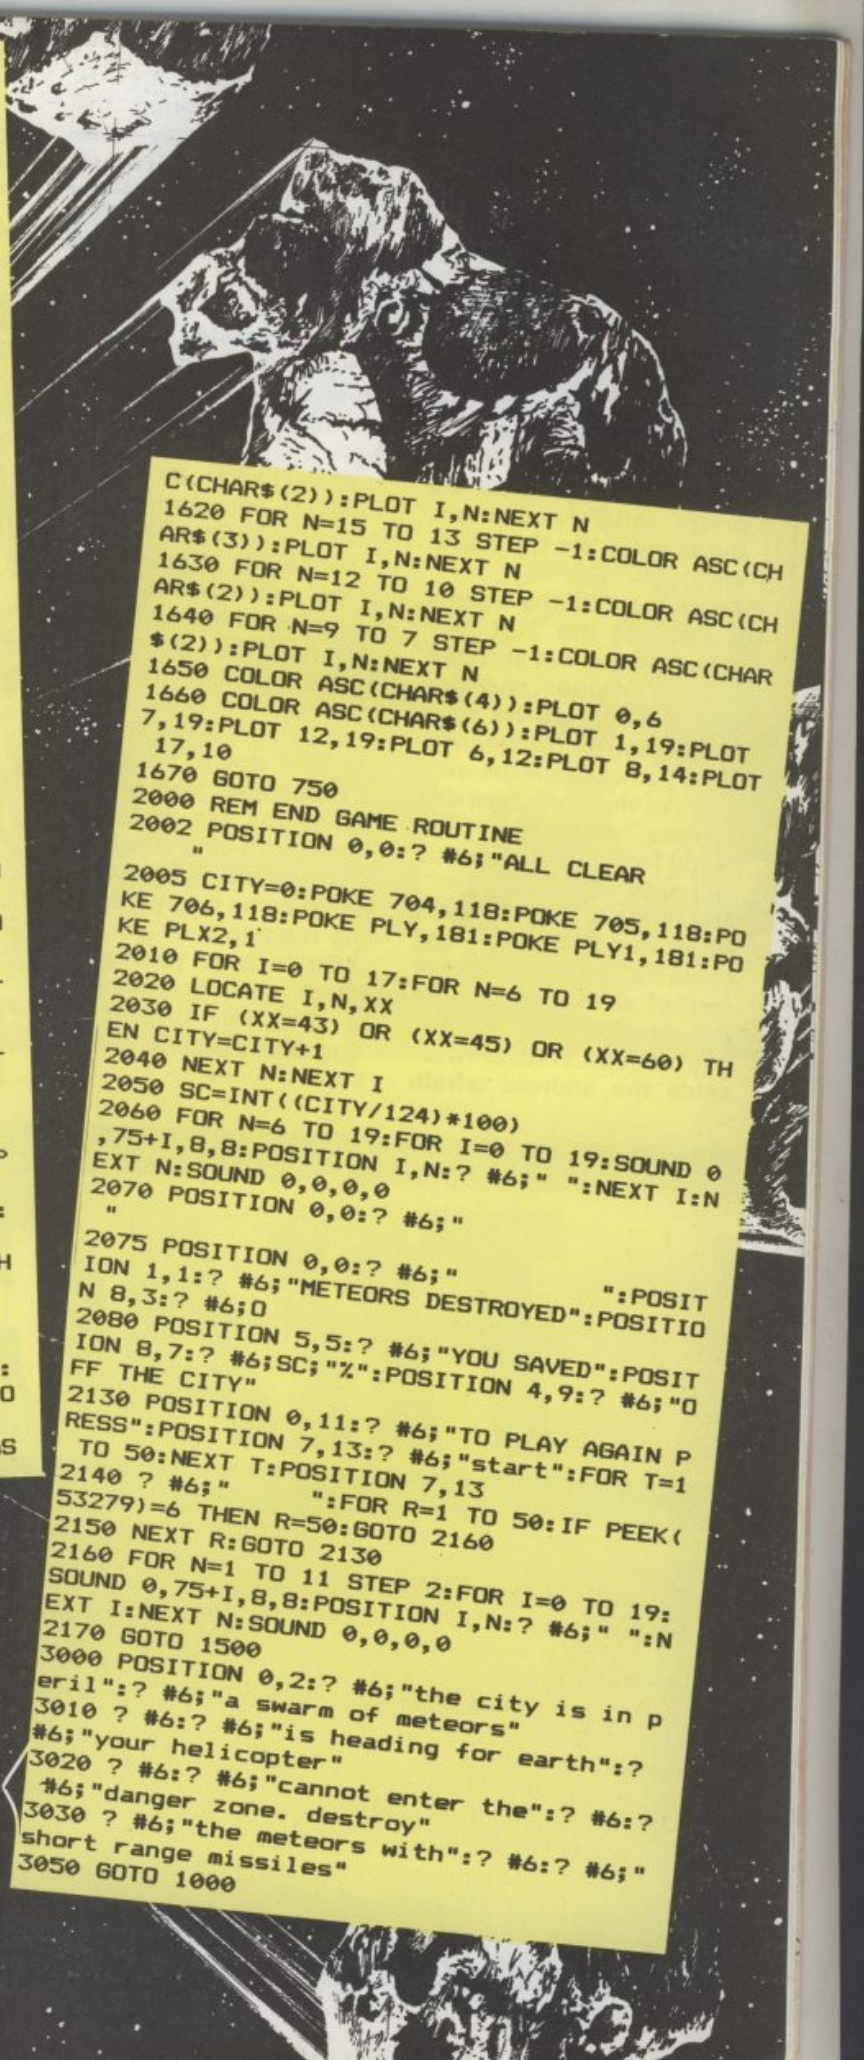 C(CHAR$(2)):PLOT I,N:NEXT N
1620 FOR N=15 TO 13 STEP -1:COLOR ASC(CH
AR$(3)):PLOT I,N:NEXT N
1630 FOR N=12 TO 10 STEP -1:COLOR ASC(CH
AR$(2)):PLOT I,N:NEXT N
1640 FOR N=9 TO 7 STEP -1:COLOR ASC(CHAR
$(2)):PLOT I,N:NEXT N
1650 COLOR ASC(CHAR$(4)):PLOT 0,6
1660 COLOR ASC(CHAR$(6)):PLOT 1,19:PLOT
7,19:PLOT 12,19:PLOT 6,12:PLOT 8,14:PLOT
 17,10
1670 GOTO 750
2000 REM END GAME ROUTINE
2002 POSITION 0,0:? #6;"ALL CLEAR
     "
2005 CITY=0:POKE 704,118:POKE 705,118:PO
KE 706,118:POKE PLY,181:POKE PLY1,181:PO
KE PLX2,1
2010 FOR I=0 TO 17:FOR N=6 TO 19
2020 LOCATE I,N,XX
2030 IF (XX=43) OR (XX=45) OR (XX=60) TH
EN CITY=CITY+1
2040 NEXT N:NEXT I
2050 SC=INT((CITY/124)*100)
2060 FOR N=6 TO 19:FOR I=0 TO 19:SOUND 0
,75+I,8,8:POSITION I,N:? #6;" ":NEXT I:N
EXT N:SOUND 0,0,0,0
2070 POSITION 0,0:? #6;"
 "
2075 POSITION 0,0:? #6;"            ":POSIT
ION 1,1:? #6;"METEORS DESTROYED":POSITIO
N 8,3:? #6;O
2080 POSITION 5,5:? #6;"YOU SAVED":POSIT
ION 8,7:? #6;SC;"%":POSITION 4,9:? #6;"O
FF THE CITY"
2130 POSITION 0,11:? #6;"TO PLAY AGAIN P
RESS":POSITION 7,13:? #6;"start":FOR T=1
 TO 50:NEXT T:POSITION 7,13
2140 ? #6;"       ":FOR R=1 TO 50:IF PEEK(
53279)=6 THEN R=50:GOTO 2160
2150 NEXT R:GOTO 2130
2160 FOR N=1 TO 11 STEP 2:FOR I=0 TO 19:
SOUND 0,75+I,8,8:POSITION I,N:? #6;" ":N
EXT I:NEXT N:SOUND 0,0,0,0
2170 GOTO 1500
3000 POSITION 0,2:? #6;"the city is in p
eril":? #6;"a swarm of meteors"
3010 ? #6:? #6;"is heading for earth":?
#6;"your helicopter"
3020 ? #6:? #6;"cannot enter the":? #6:?
 #6;"danger zone. destroy"
3030 ? #6;"the meteors with":? #6:? #6;"
short range missiles"
3050 GOTO 1000